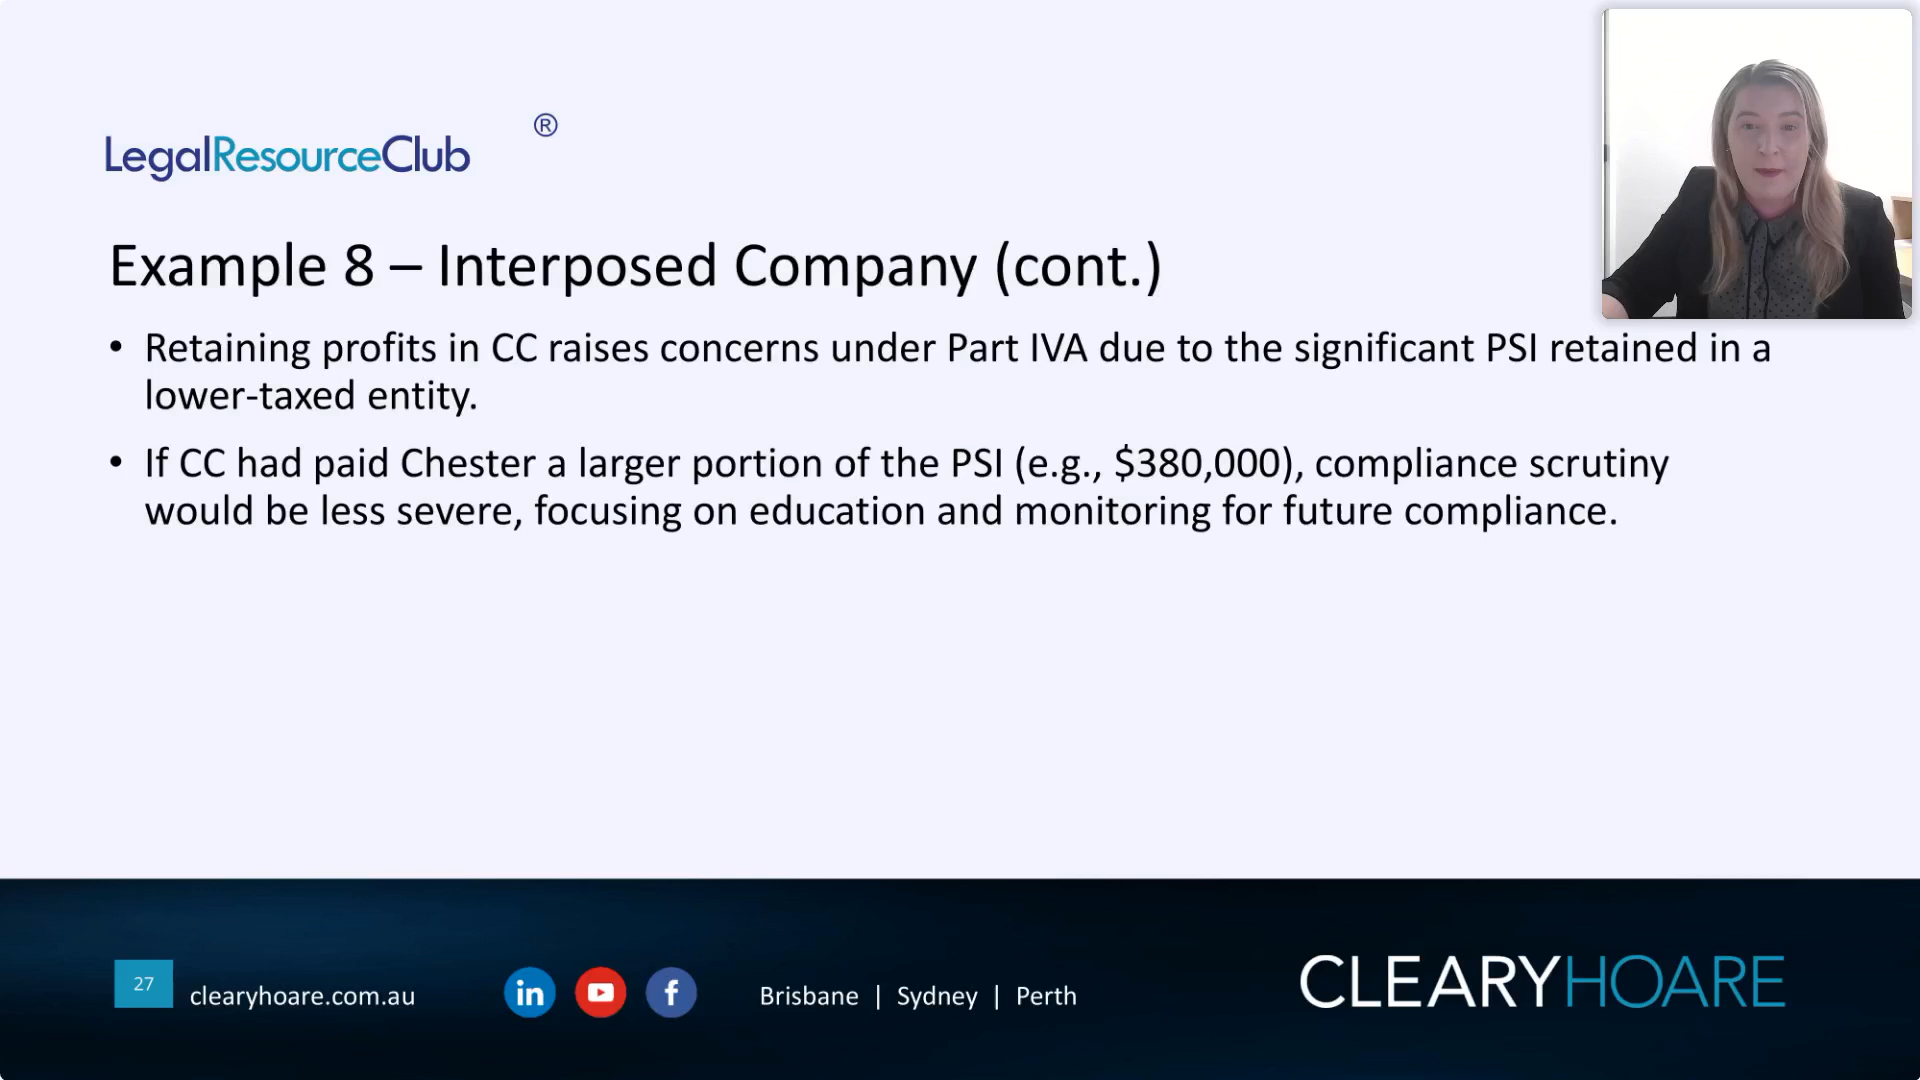 LegalResourceClub ®
Example 8 – Interposed Company (cont.)
• Retaining profits in CC raises concerns under Part IVA due to the significant PSI retained in a
lower-taxed entity.
• If CC had paid Chester a larger portion of the PSI (e.g., $380,000), compliance scrutiny
would be less severe, focusing on education and monitoring for future compliance.
27
clearyhoare.com.au
in
f
Brisbane | Sydney | Perth
CLEARYHOARE